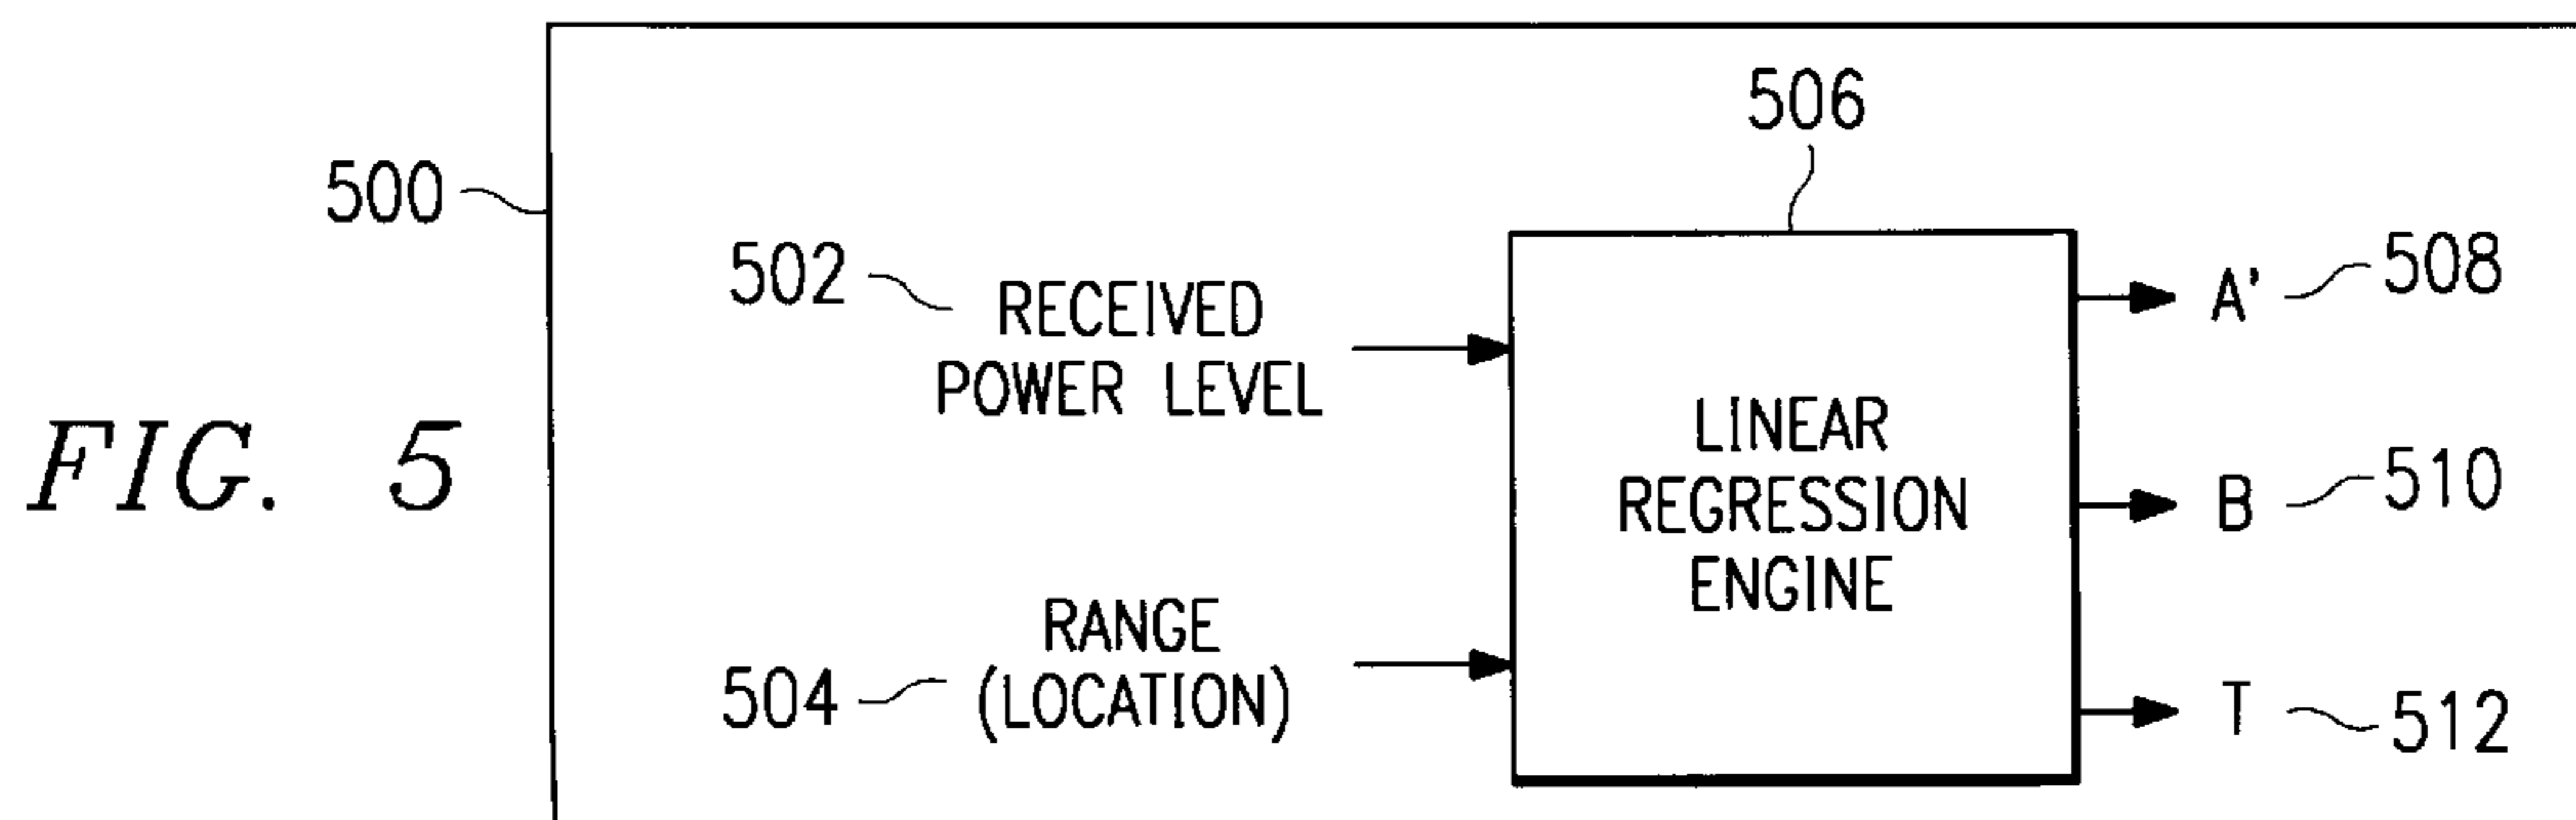 506
500
502
RECEIVED
POWER LEVEL
A' 508
LINEAR
REGRESSION
ENGINE
FIG. 5
B 510
RANGE
(LOCATION)
504
T 512